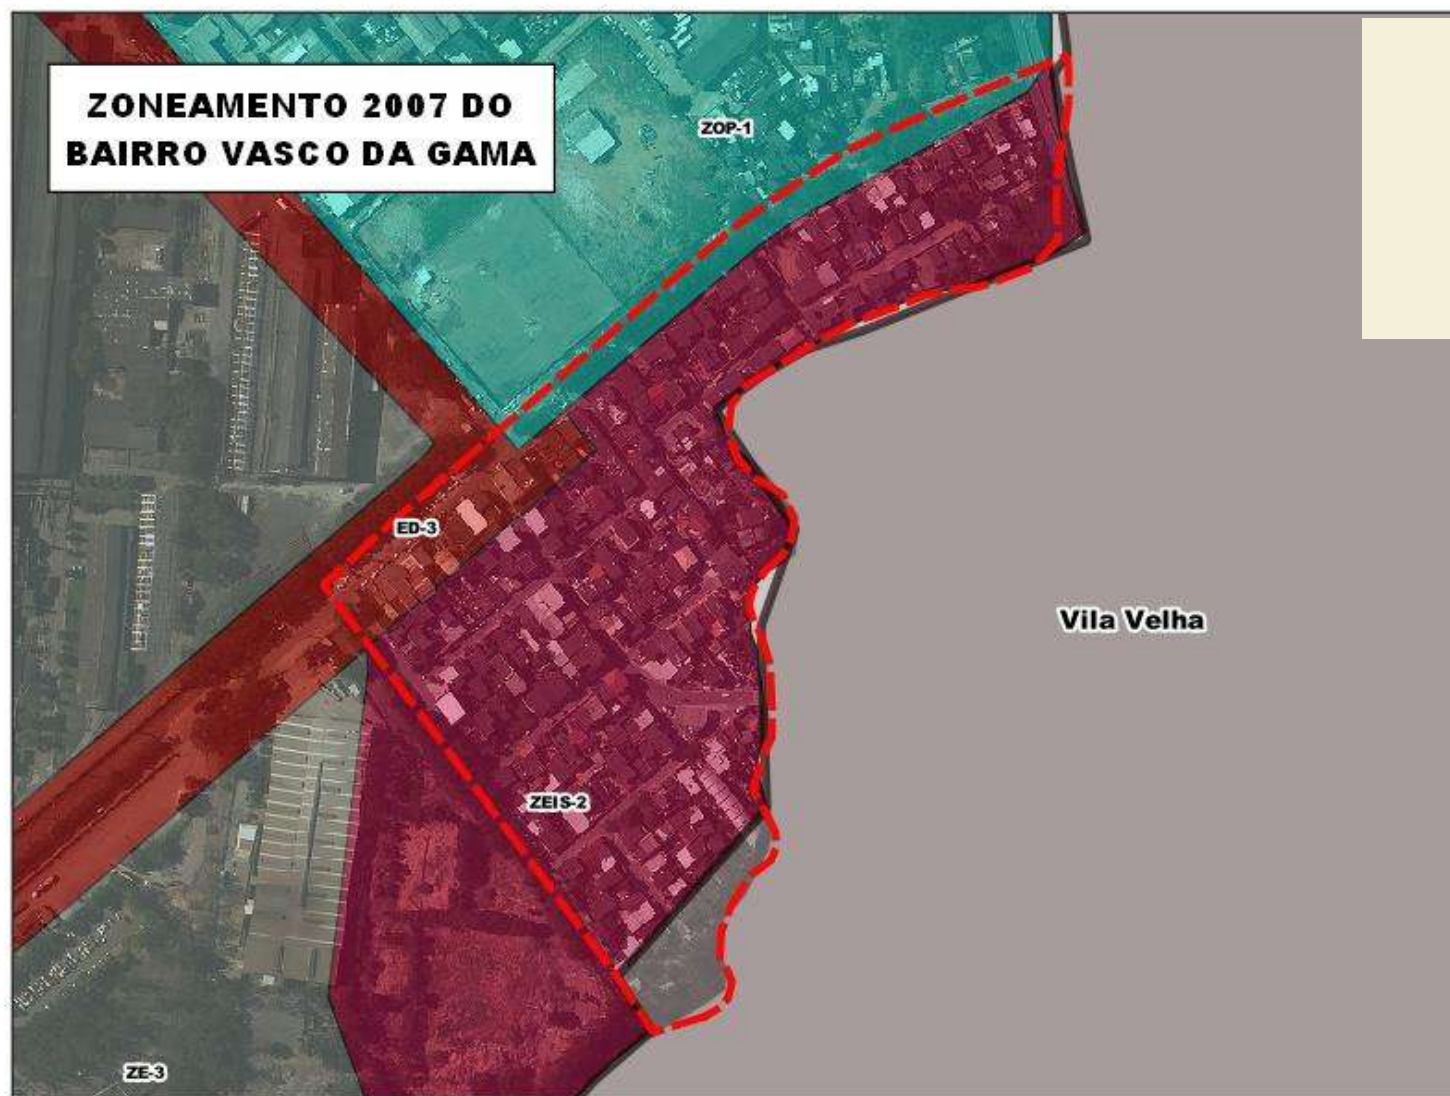 ZONEAMENTO 2007 DO
BAIRRO VASCO DA GAMA
ZOP-1
ED-3
Vila Velha
ZEIS-2
ZE-3